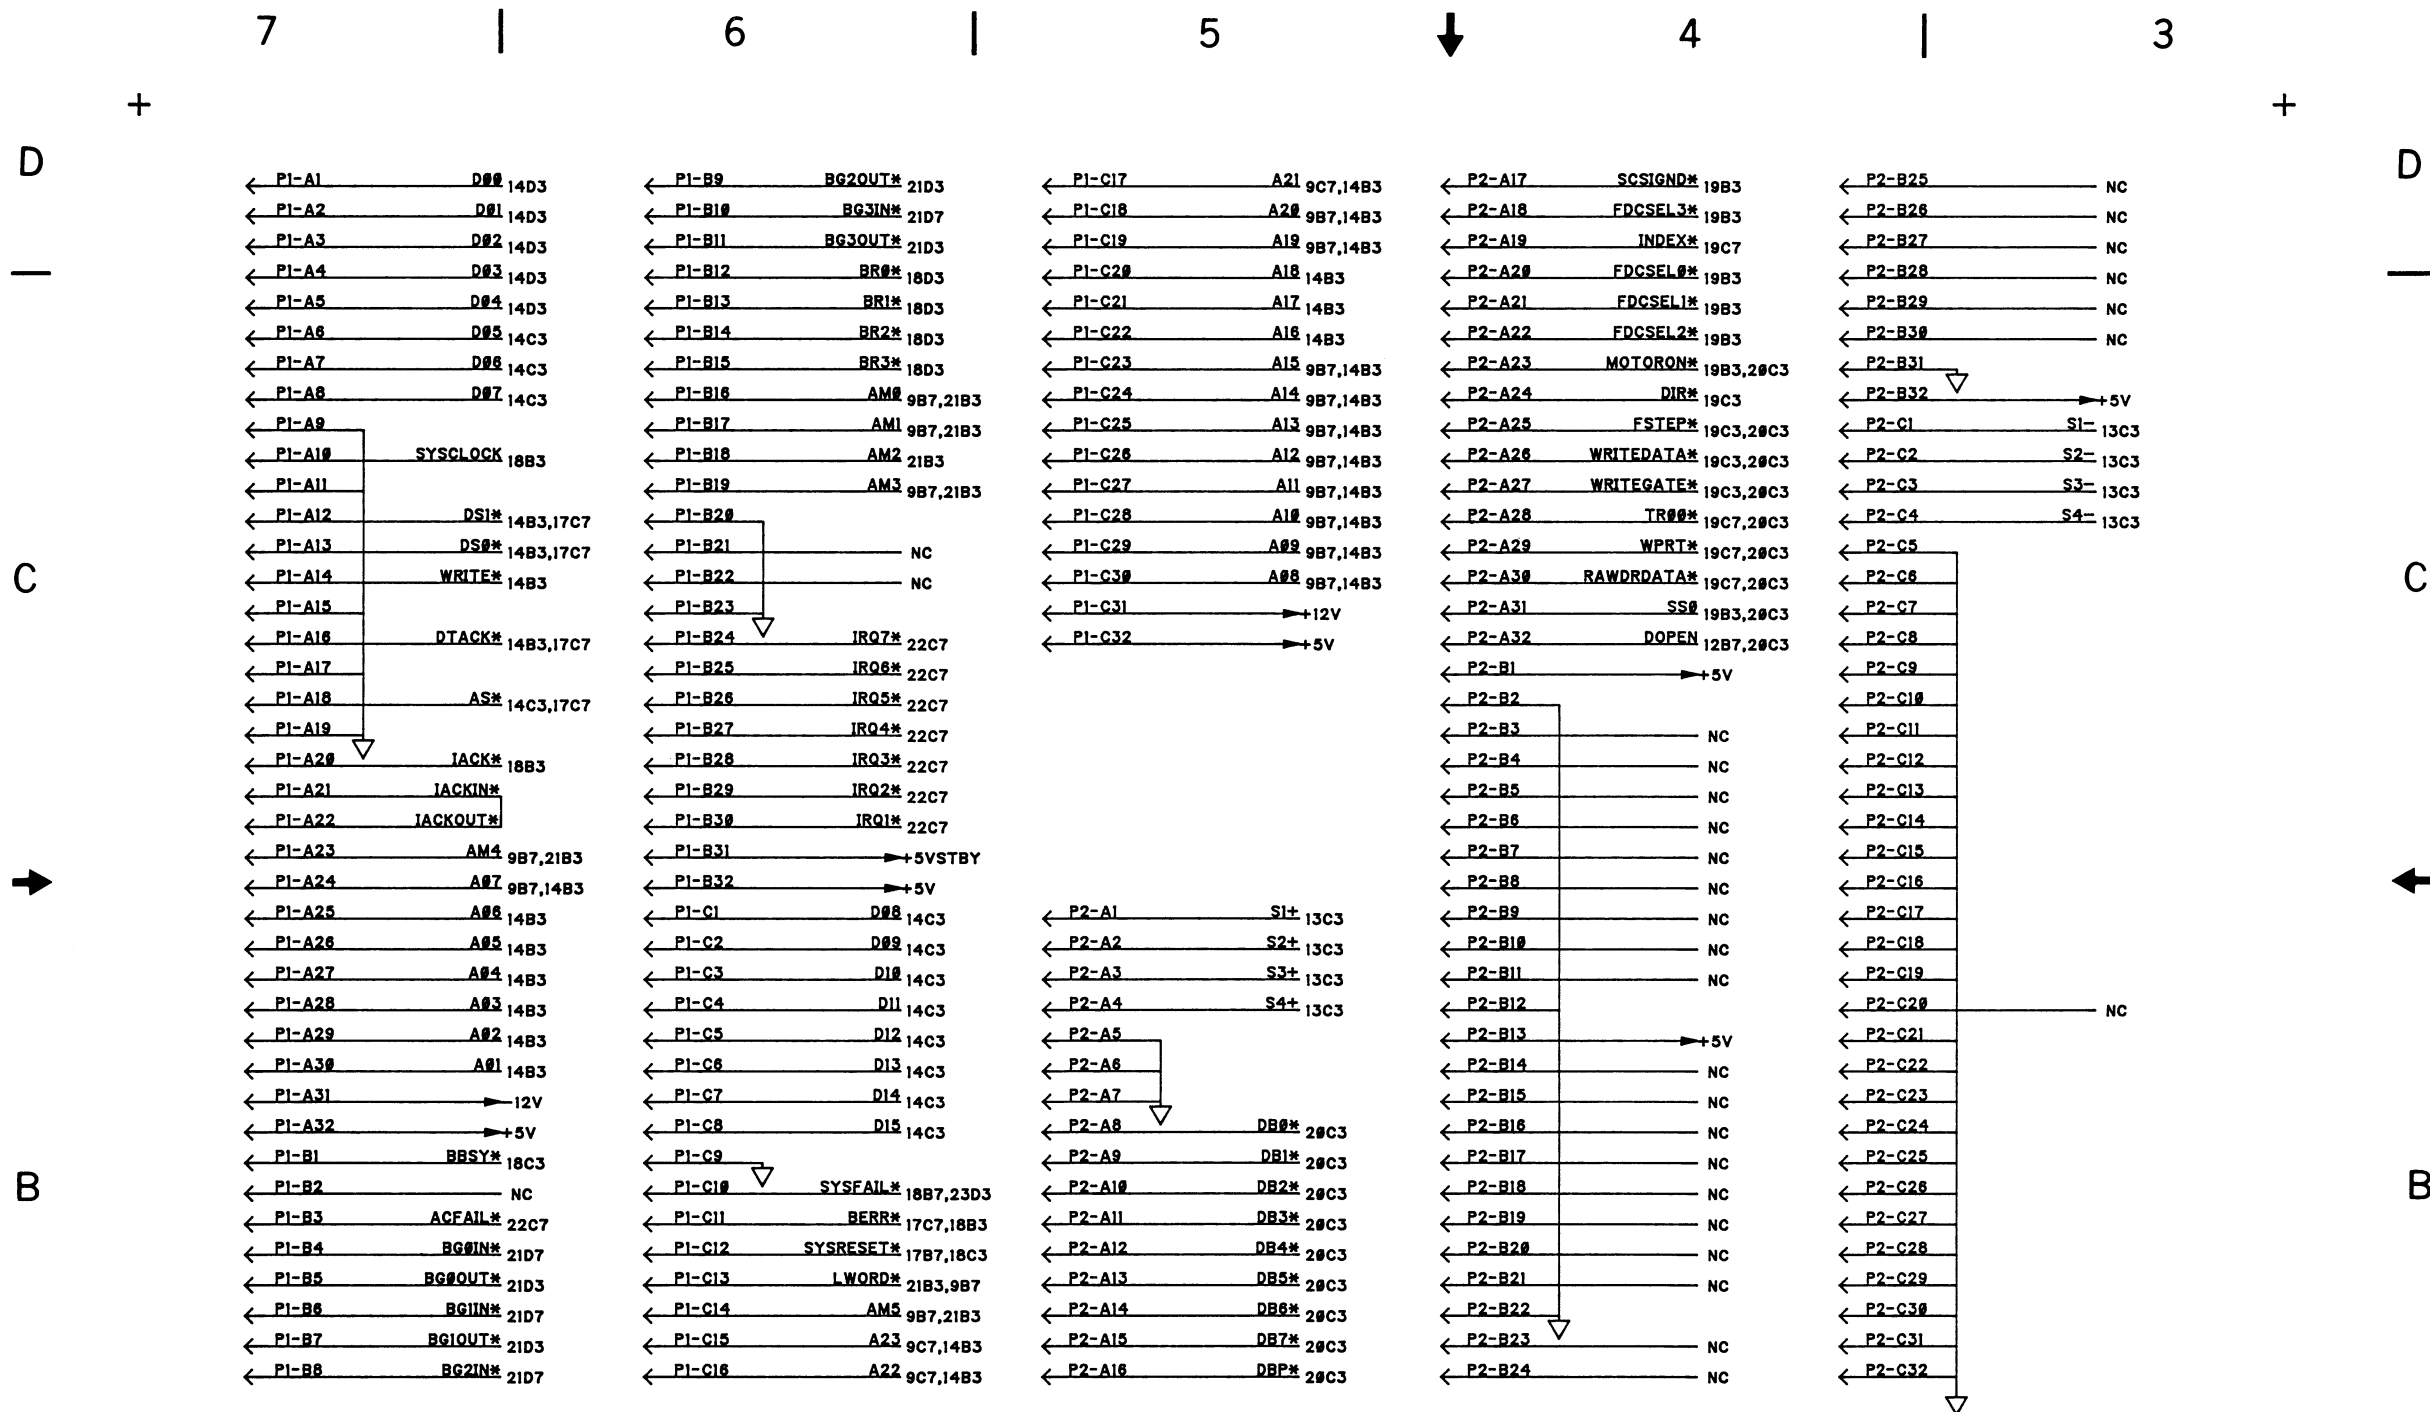 7 | 6 | 5 4 | 3
+ +
D D
P1-A1 D00 14D3
P1-A2 D01 14D3
P1-A3 D02 14D3
P1-A4 D03 14D3
P1-A5 D04 14D3
P1-A6 D05 14C3
P1-A7 D06 14C3
P1-A8 D07 14C3
P1-A9
P1-A10 SYSCLOCK 18B3
P1-A11
P1-A12 DS1* 14B3,17C7
P1-A13 DS0* 14B3,17C7
P1-A14 WRITE* 14B3
P1-A15
P1-A16 DTACK* 14B3,17C7
P1-A17
P1-A18 AS* 14C3,17C7
P1-A19
P1-A20 IACK* 18B3
P1-A21 IACKIN*
P1-A22 IACKOUT*
P1-A23 AM4 9B7,21B3
P1-A24 A07 9B7,14B3
P1-A25 A06 14B3
P1-A26 A05 14B3
P1-A27 A04 14B3
P1-A28 A03 14B3
P1-A29 A02 14B3
P1-A30 A01 14B3
P1-A31 -12V
P1-A32 +5V
P1-B1 BBSY* 18C3
P1-B2 NC
P1-B3 ACFAIL* 22C7
P1-B4 BG0IN* 21D7
P1-B5 BG0OUT* 21D3
P1-B6 BG1IN* 21D7
P1-B7 BG1OUT* 21D3
P1-B8 BG2IN* 21D7
P1-B9 BG2OUT* 21D3
P1-B10 BG3IN* 21D7
P1-B11 BG3OUT* 21D3
P1-B12 BR0* 18D3
P1-B13 BR1* 18D3
P1-B14 BR2* 18D3
P1-B15 BR3* 18D3
P1-B16 AM0 9B7,21B3
P1-B17 AM1 9B7,21B3
P1-B18 AM2 21B3
P1-B19 AM3 9B7,21B3
P1-B20
P1-B21 NC
P1-B22 NC
P1-B23
P1-B24 IRQ7* 22C7
P1-B25 IRQ6* 22C7
P1-B26 IRQ5* 22C7
P1-B27 IRQ4* 22C7
P1-B28 IRQ3* 22C7
P1-B29 IRQ2* 22C7
P1-B30 IRQ1* 22C7
P1-B31 +5VSTBY
P1-B32 +5V
P1-C1 D08 14C3
P1-C2 D09 14C3
P1-C3 D10 14C3
P1-C4 D11 14C3
P1-C5 D12 14C3
P1-C6 D13 14C3
P1-C7 D14 14C3
P1-C8 D15 14C3
P1-C9
P1-C10 SYSFAIL* 18B7,23D3
P1-C11 BERR* 17C7,18B3
P1-C12 SYSRESET* 17B7,18C3
P1-C13 LWORD* 21B3,9B7
P1-C14 AM5 9B7,21B3
P1-C15 A23 9C7,14B3
P1-C16 A22 9C7,14B3
P1-C17 A21 9C7,14B3
P1-C18 A20 9B7,14B3
P1-C19 A19 9B7,14B3
P1-C20 A18 14B3
P1-C21 A17 14B3
P1-C22 A16 14B3
P1-C23 A15 9B7,14B3
P1-C24 A14 9B7,14B3
P1-C25 A13 9B7,14B3
P1-C26 A12 9B7,14B3
P1-C27 A11 9B7,14B3
P1-C28 A10 9B7,14B3
P1-C29 A09 9B7,14B3
P1-C30 A08 9B7,14B3
P1-C31 +12V
P1-C32 +5V
P2-A1 S1+ 13C3
P2-A2 S2+ 13C3
P2-A3 S3+ 13C3
P2-A4 S4+ 13C3
P2-A5
P2-A6
P2-A7
P2-A8 DB0* 20C3
P2-A9 DB1* 20C3
P2-A10 DB2* 20C3
P2-A11 DB3* 20C3
P2-A12 DB4* 20C3
P2-A13 DB5* 20C3
P2-A14 DB6* 20C3
P2-A15 DB7* 20C3
P2-A16 DBP* 20C3
P2-A17 SCSIGND* 19B3
P2-A18 FDCSEL3* 19B3
P2-A19 INDEX* 19C7
P2-A20 FDCSEL0* 19B3
P2-A21 FDCSEL1* 19B3
P2-A22 FDCSEL2* 19B3
P2-A23 MOTORON* 19B3,20C3
P2-A24 DIR* 19C3
P2-A25 FSTEP* 19C3,20C3
P2-A26 WRITEDATA* 19C3,20C3
P2-A27 WRITEGATE* 19C3,20C3
P2-A28 TR00* 19C7,20C3
P2-A29 WPRT* 19C7,20C3
P2-A30 RAWDRDATA* 19C7,20C3
P2-A31 SS0 19B3,20C3
P2-A32 DOPEN 12B7,20C3
P2-B1 +5V
P2-B2
P2-B3 NC
P2-B4 NC
P2-B5 NC
P2-B6 NC
P2-B7 NC
P2-B8 NC
P2-B9 NC
P2-B10 NC
P2-B11 NC
P2-B12
P2-B13 +5V
P2-B14 NC
P2-B15 NC
P2-B16 NC
P2-B17 NC
P2-B18 NC
P2-B19 NC
P2-B20 NC
P2-B21 NC
P2-B22
P2-B23 NC
P2-B24 NC
P2-B25 NC
P2-B26 NC
P2-B27 NC
P2-B28 NC
P2-B29 NC
P2-B30 NC
P2-B31
P2-B32 +5V
P2-C1 S1- 13C3
P2-C2 S2- 13C3
P2-C3 S3- 13C3
P2-C4 S4- 13C3
P2-C5
P2-C6
P2-C7
P2-C8
P2-C9
P2-C10
P2-C11
P2-C12
P2-C13
P2-C14
P2-C15
P2-C16
P2-C17
P2-C18
P2-C19
P2-C20 NC
P2-C21
P2-C22
P2-C23
P2-C24
P2-C25
P2-C26
P2-C27
P2-C28
P2-C29
P2-C30
P2-C31
P2-C32
C C
B B